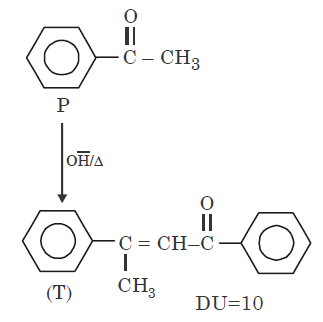 O
C – CH₃
P
OH̅/Δ
O
C = CH–C
CH₃
(T)
DU=10